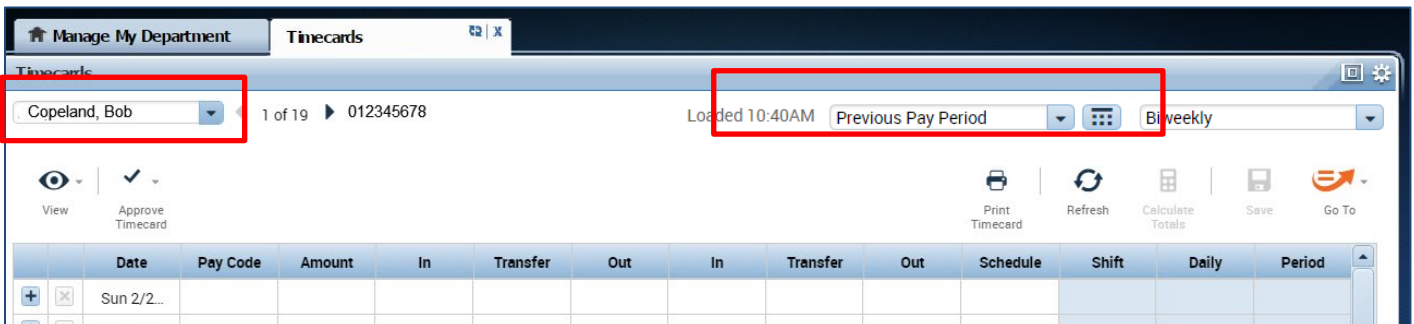 Manage My Department Timecards X
Timecards
Copeland, Bob 1 of 19 012345678 Loaded 10:40AM Previous Pay Period Biweekly
View Approve Timecard Print Timecard Refresh Calculate Totals Save Go To
Date Pay Code Amount In Transfer Out In Transfer Out Schedule Shift Daily Period
Sun 2/2...